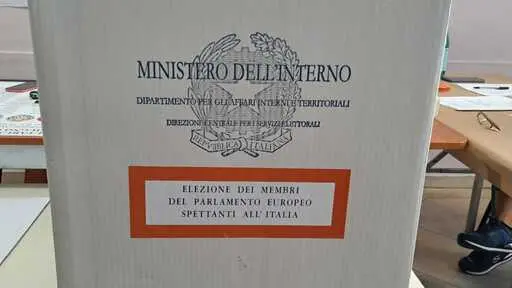 MINISTERO DELL'INTERNO
DIPARTIMENTO PER GLI AFFARI INTERNI E TERRITORIALI
DIREZIONE CENTRALE PER I SERVIZI ELETTORALI
REPVBBLICA ITALIANA
ELEZIONE DEI MEMBRI
DEL PARLAMENTO EUROPEO
SPETTANTI ALL'ITALIA